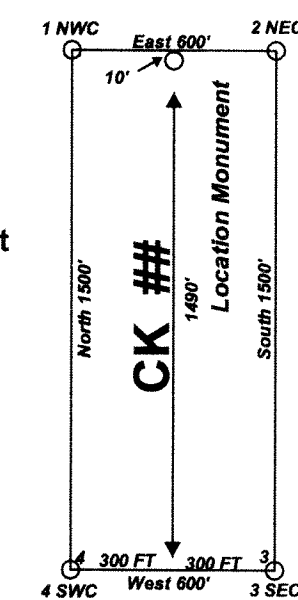 1 NWC
2 NEC
East 600'
10'
Location Monument
t
CK ##
1490'
North 1500'
South 1500'
4
300 FT
300 FT
3
4 SWC
West 600'
3 SEC